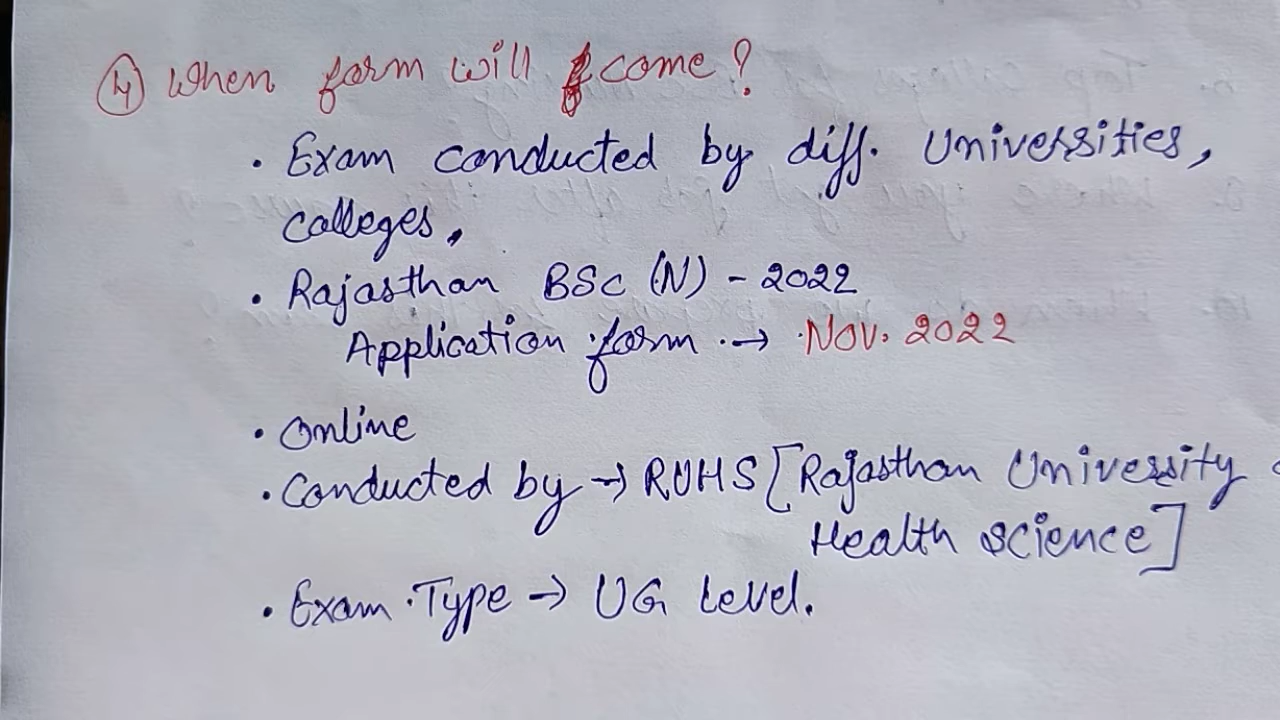 (4) When form will come?
• Exam conducted by diff. Universities,
colleges,
• Rajasthan BSc (N) - 2022
Application form → Nov. 2022
• Online
• Conducted by → RUHS [Rajasthan University
Health science]
• Exam Type → UG Level.